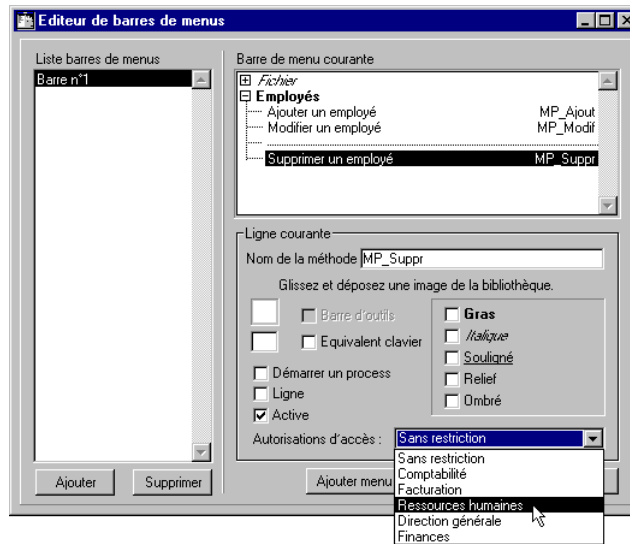 Editeur de barres de menus
Liste barres de menus
Barre n°1
Ajouter
Supprimer
Barre de menu courante
Fichier
Employés
Ajouter un employé MP_Ajout
Modifier un employé MP_Modif
Supprimer un employé MP_Suppr
Ligne courante
Nom de la méthode MP_Suppr
Glissez et déposez une image de la bibliothèque.
Barre d'outils
Equivalent clavier
Démarrer un process
Ligne
Active
Gras
Italique
Souligné
Relief
Ombré
Autorisations d'accès : Sans restriction
Sans restriction
Comptabilité
Facturation
Ressources humaines
Direction générale
Finances
Ajouter menu